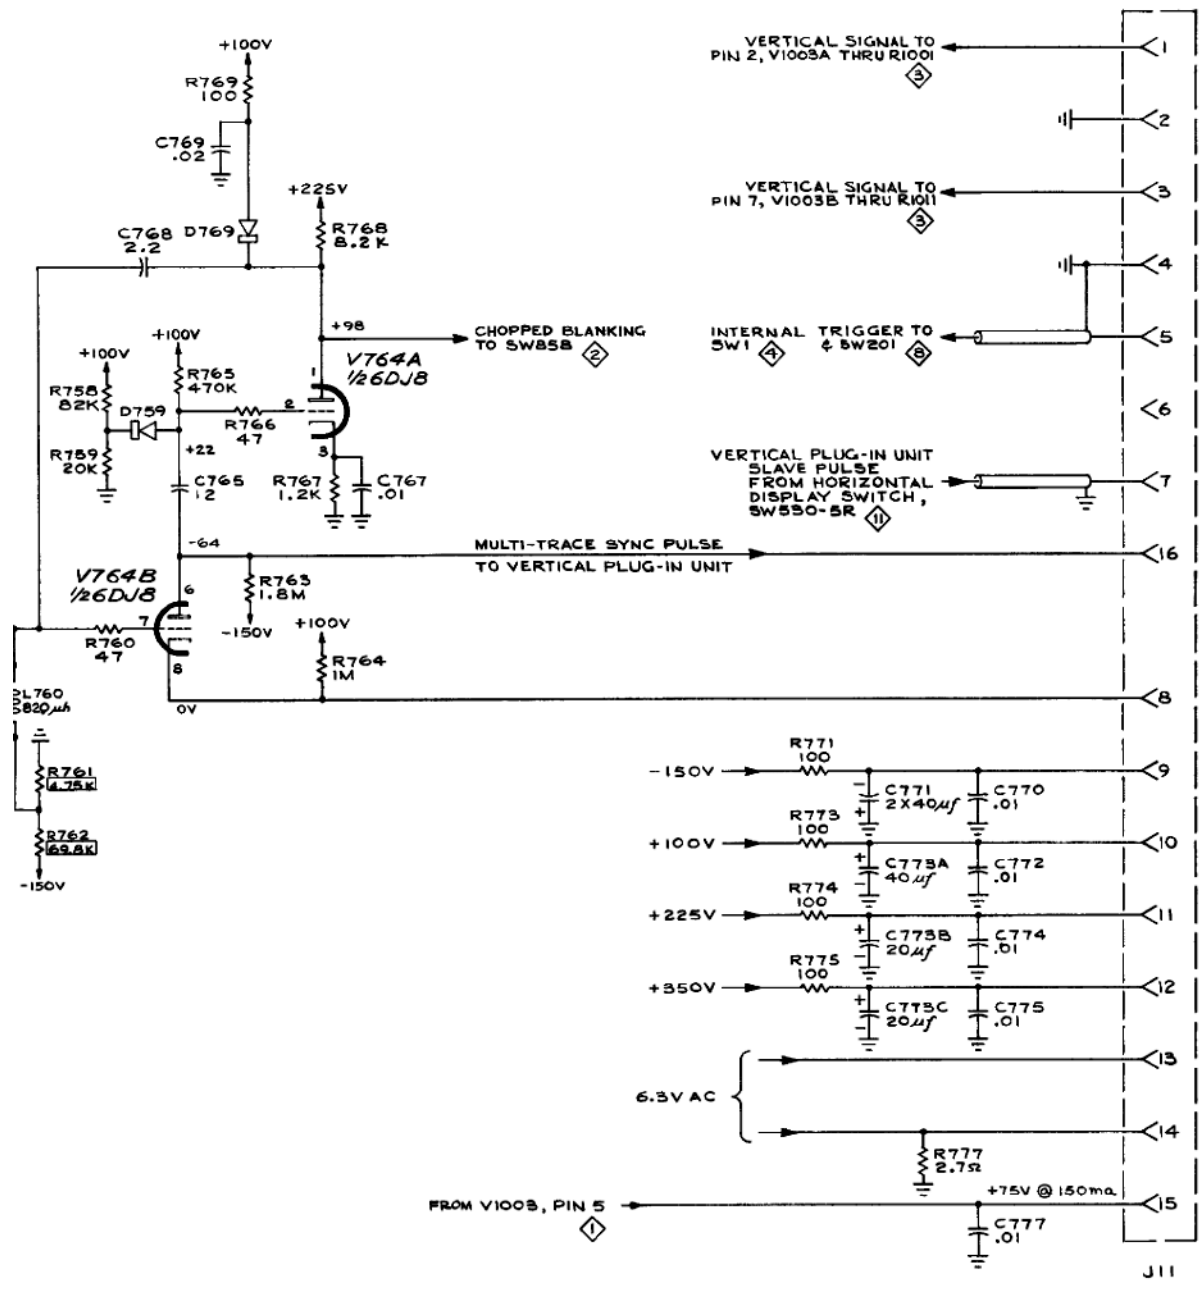 +100V
R769
100
C769
.02
D769
+225V
R768
8.2K
C768
2.2
+98
CHOPPED BLANKING
TO SW858 2
+100V
+100V
R758
82K
R765
470K
D759
R759
20K
+22
R766
47
V764A
1/2 6DJ8
1
2
3
R767
1.2K
C767
.01
C765
12
-64
MULTI-TRACE SYNC PULSE
TO VERTICAL PLUG-IN UNIT
V764B
1/2 6DJ8
6
7
8
R763
1.8M
-150V
R760
47
+100V
R764
1M
0V
L760
820µh
R761
4.75K
R762
69.8K
-150V
VERTICAL SIGNAL TO
PIN 2, V1003A THRU R1001
3
1
2
VERTICAL SIGNAL TO
PIN 7, V1003B THRU R1011
3
3
4
INTERNAL TRIGGER TO
SW1 4 & SW201 8
5
6
VERTICAL PLUG-IN UNIT
SLAVE PULSE
FROM HORIZONTAL
DISPLAY SWITCH,
SW530-5R 11
7
16
8
-150V
R771
100
C771
2X40µf
C770
.01
9
+100V
R773
100
C773A
40µf
C772
.01
10
+225V
R774
100
C773B
20µf
C774
.01
11
+350V
R775
100
C773C
20µf
C775
.01
12
6.3V AC
13
14
R777
2.7Ω
FROM V1003, PIN 5
1
+75V @ 150ma
15
C777
.01
J11